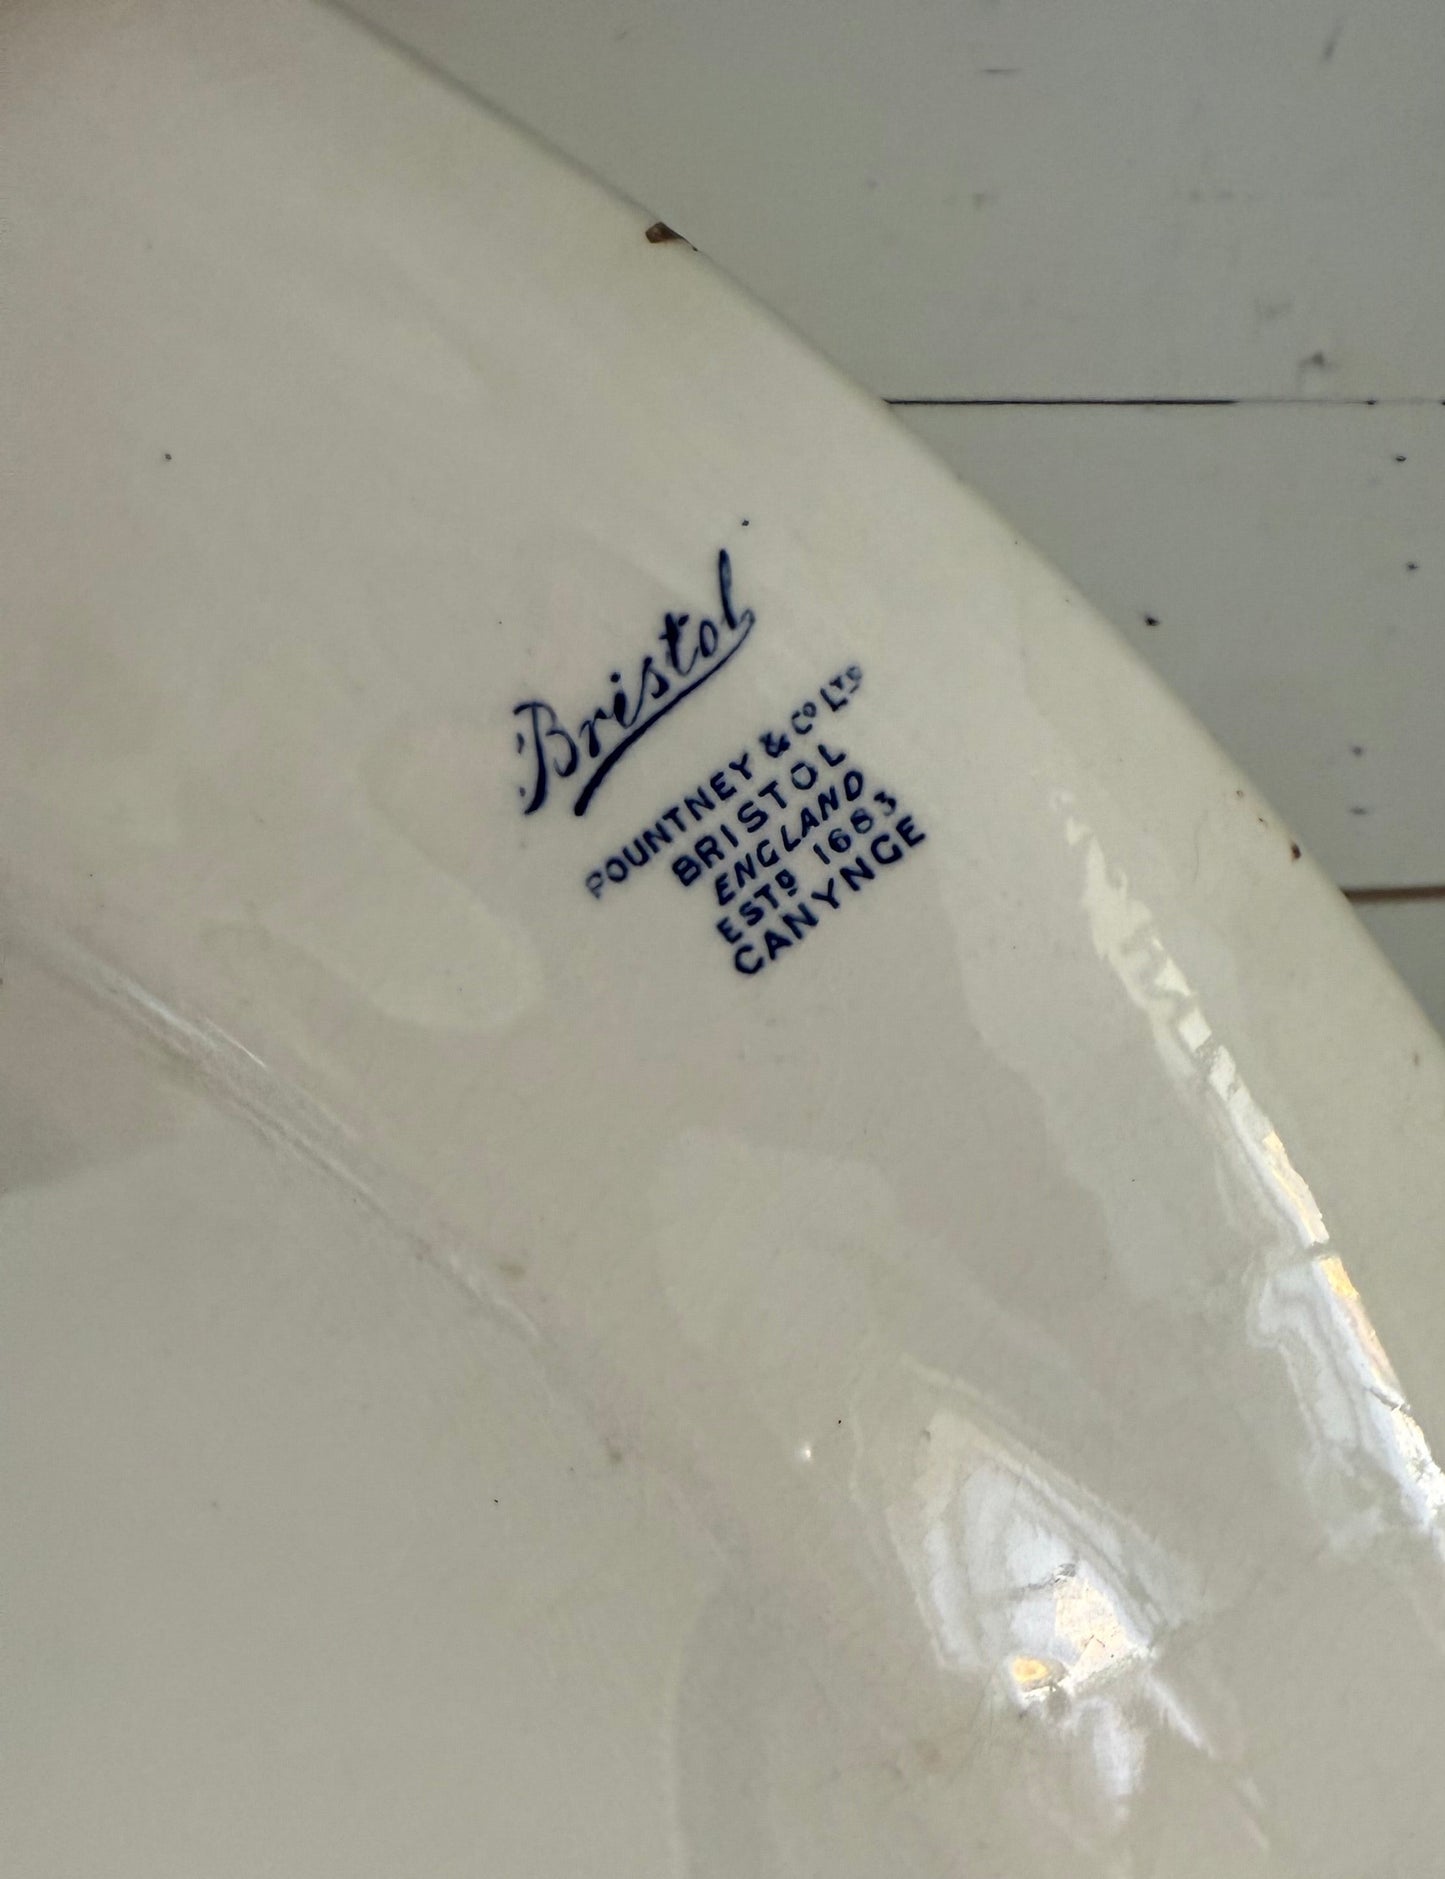 Bristol
POUNTNEY & Cº LTD
BRISTOL
ENGLAND
ESTD 1683
CANYNGE